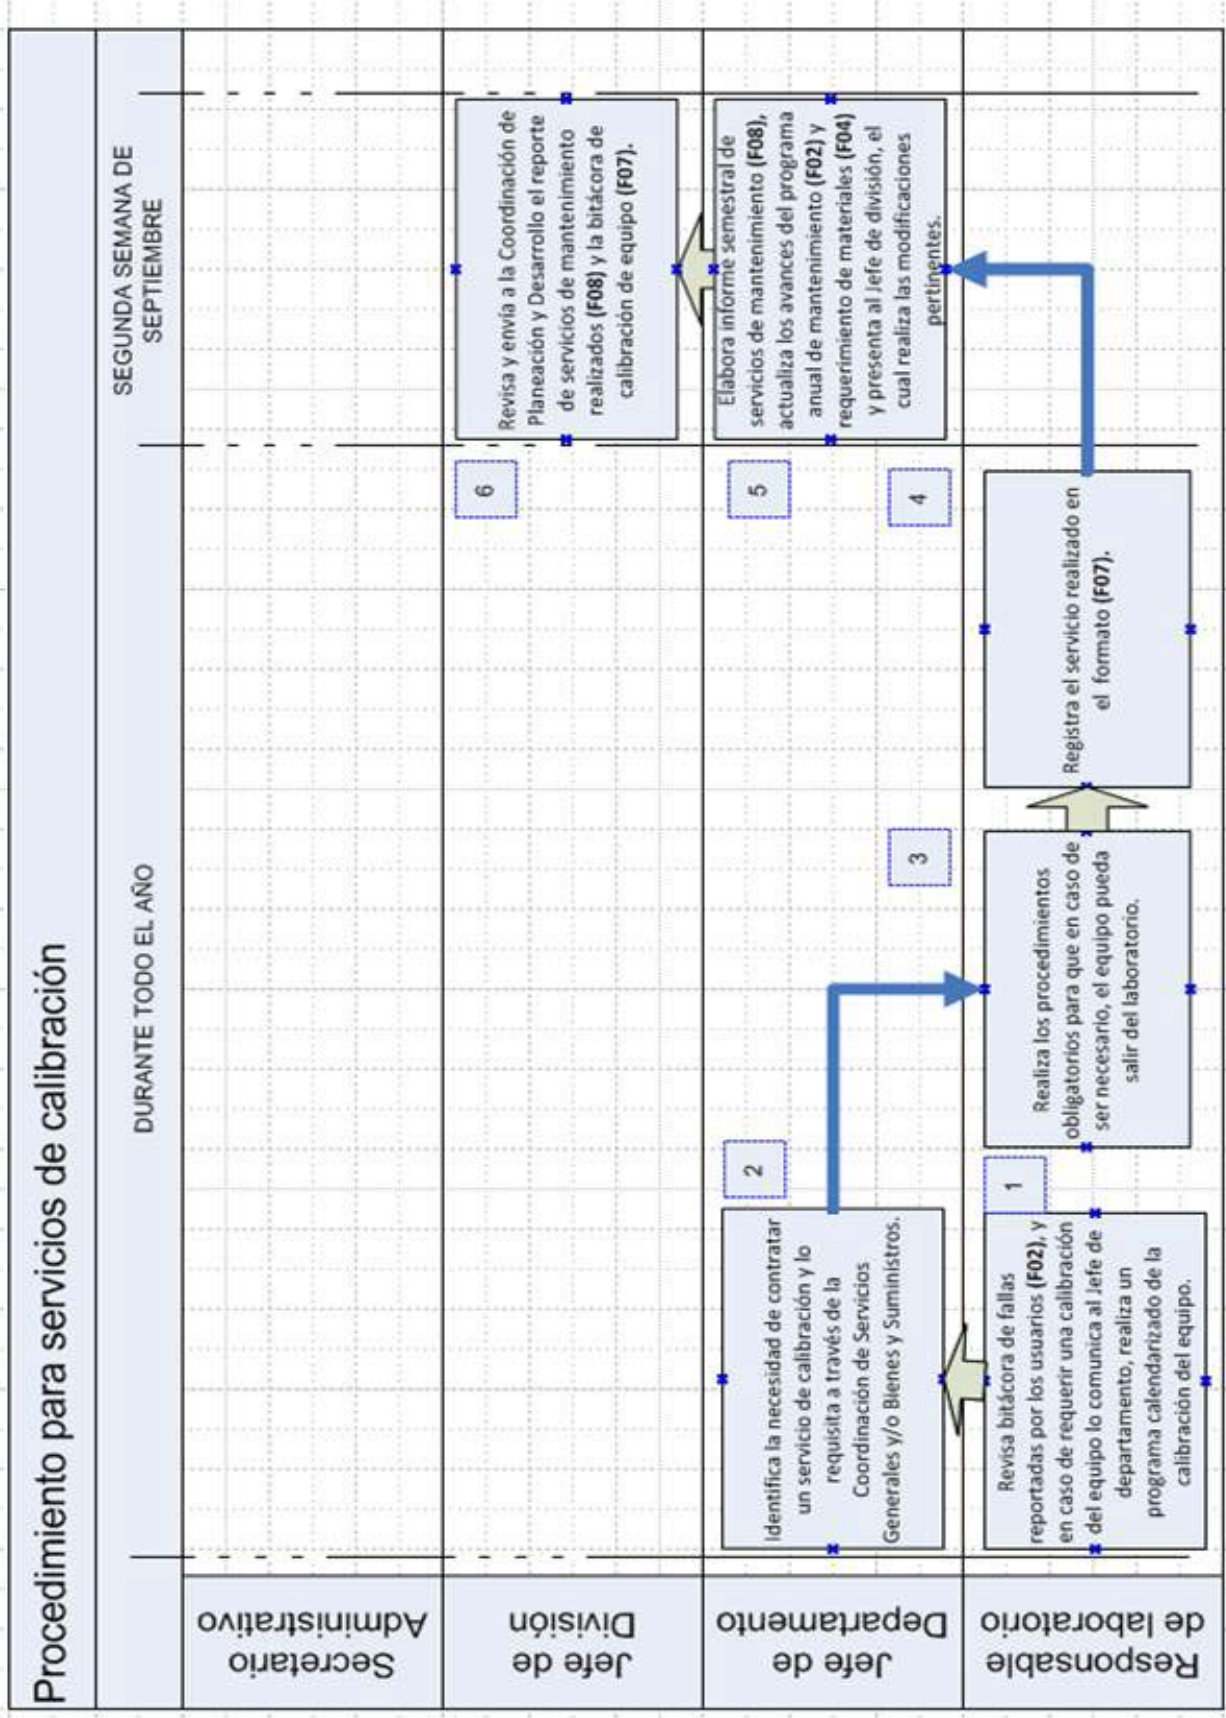 Procedimiento para servicios de calibración
DURANTE TODO EL AÑO
SEGUNDA SEMANA DE
SEPTIEMBRE
Secretario
Administrativo
Jefe de
División
6
Revisa y envía a la Coordinación de
Planeación y Desarrollo el reporte
de servicios de mantenimiento
realizados (F08) y la bitácora de
calibración de equipo (F07).
Jefe de
Departamento
Identifica la necesidad de contratar
un servicio de calibración y lo
requisita a través de la
Coordinación de Servicios
Generales y/o Bienes y Suministros.
2
5
Elabora informe semestral de
servicios de mantenimiento (F08),
actualiza los avances del programa
anual de mantenimiento (F02) y
requerimiento de materiales (F04)
y presenta al Jefe de división, el
cual realiza las modificaciones
pertinentes.
3
4
Responsable
de laboratorio
Revisa bitácora de fallas
reportadas por los usuarios (F02), y
en caso de requerir una calibración
del equipo lo comunica al Jefe de
departamento, realiza un
programa calendarizado de la
calibración del equipo.
1
Realiza los procedimientos
obligatorios para que en caso de
ser necesario, el equipo pueda
salir del laboratorio.
Registra el servicio realizado en
el formato (F07).